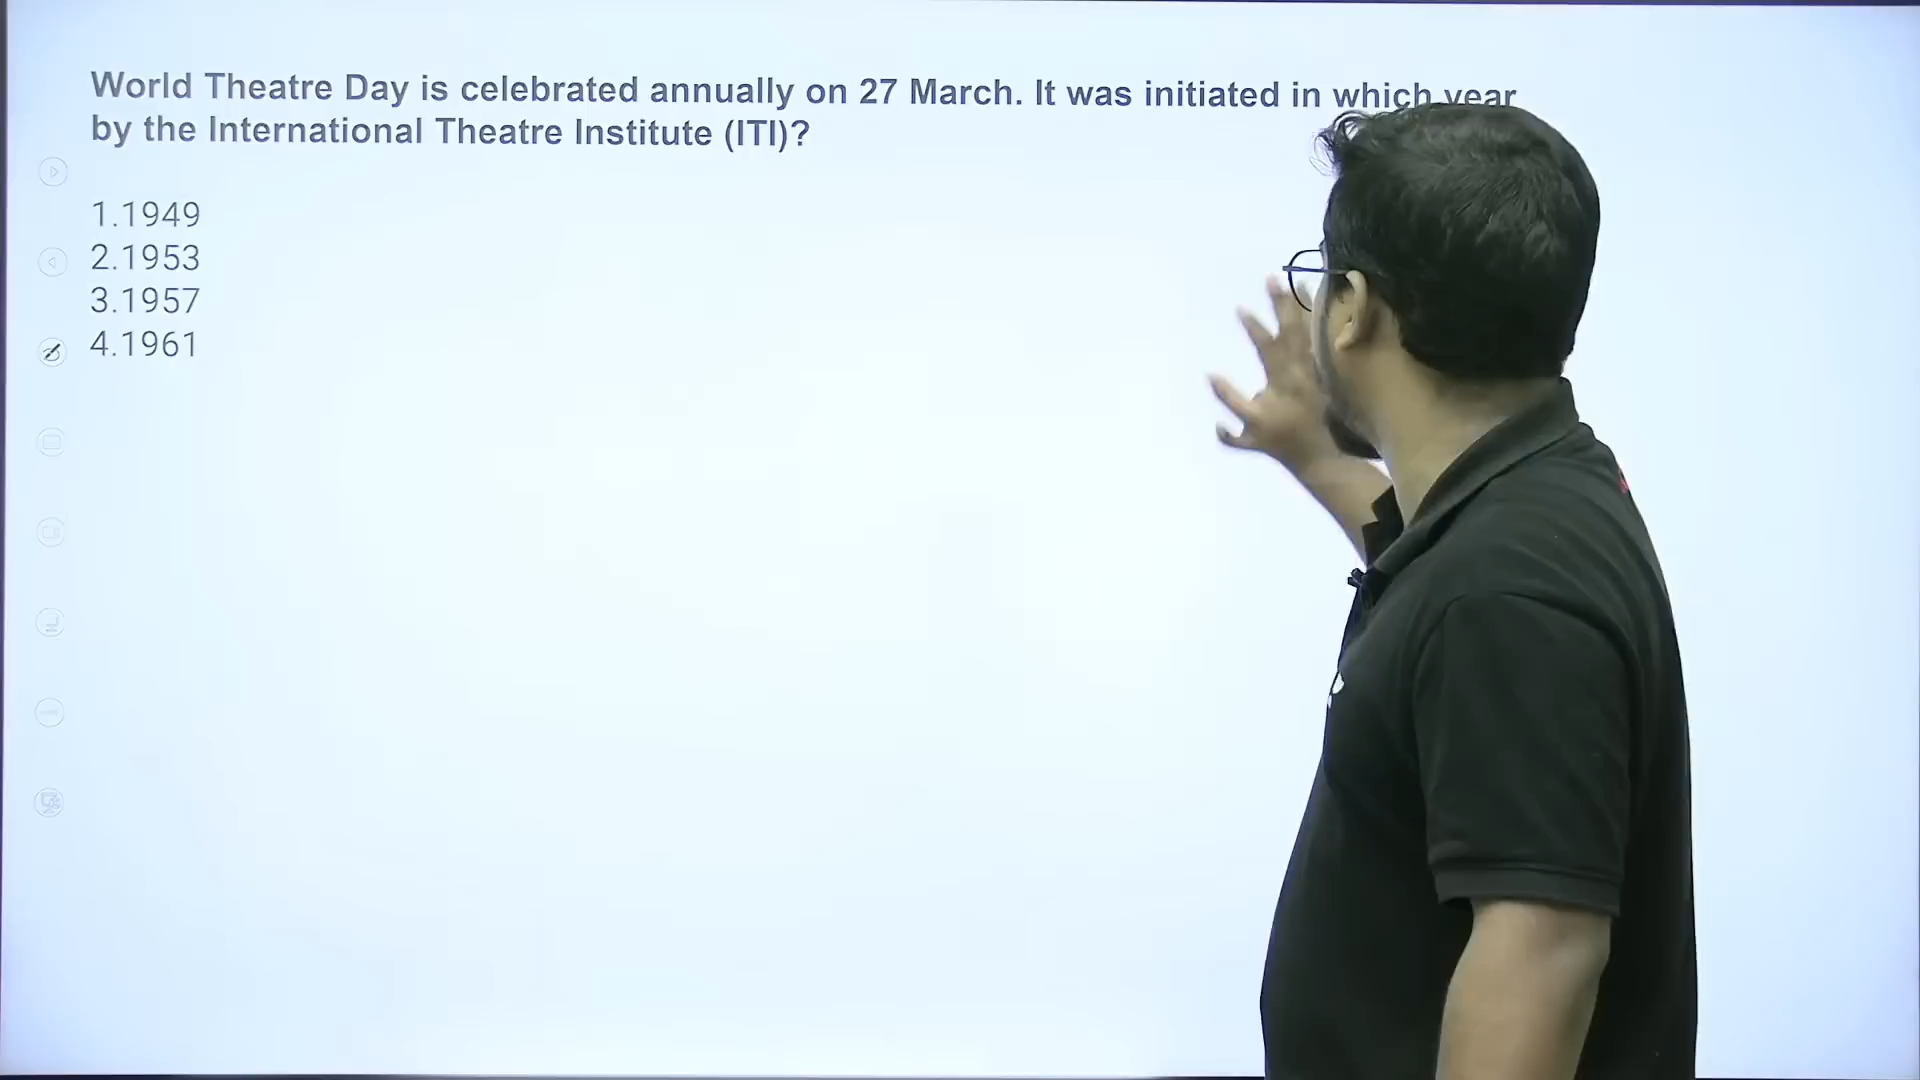 World Theatre Day is celebrated annually on 27 March. It was initiated in which year
by the International Theatre Institute (ITI)?
1.1949
2.1953
3.1957
4.1961